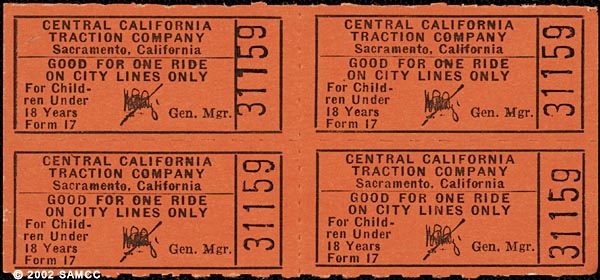 CENTRAL CALIFORNIA
TRACTION COMPANY
Sacramento, California
GOOD FOR ONE RIDE
ON CITY LINES ONLY
For Child-
ren Under
18 Years
Form 17
Gen. Mgr.
31159
CENTRAL CALIFORNIA
TRACTION COMPANY
Sacramento, California
GOOD FOR ONE RIDE
ON CITY LINES ONLY
For Child-
ren Under
18 Years
Form 17
Gen. Mgr.
31159
CENTRAL CALIFORNIA
TRACTION COMPANY
Sacramento, California
GOOD FOR ONE RIDE
ON CITY LINES ONLY
For Child-
ren Under
18 Years
Form 17
Gen. Mgr.
31159
CENTRAL CALIFORNIA
TRACTION COMPANY
Sacramento, California
GOOD FOR ONE RIDE
ON CITY LINES ONLY
For Child-
ren Under
18 Years
Form 17
Gen. Mgr.
31159
© 2002 SAMCC